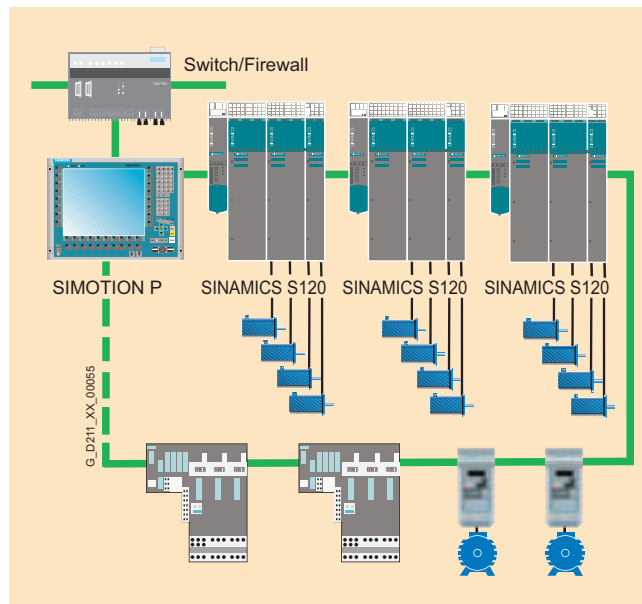 Switch/Firewall
SIMOTION P
SINAMICS S120
SINAMICS S120
SINAMICS S120
G_D211_XX_00055